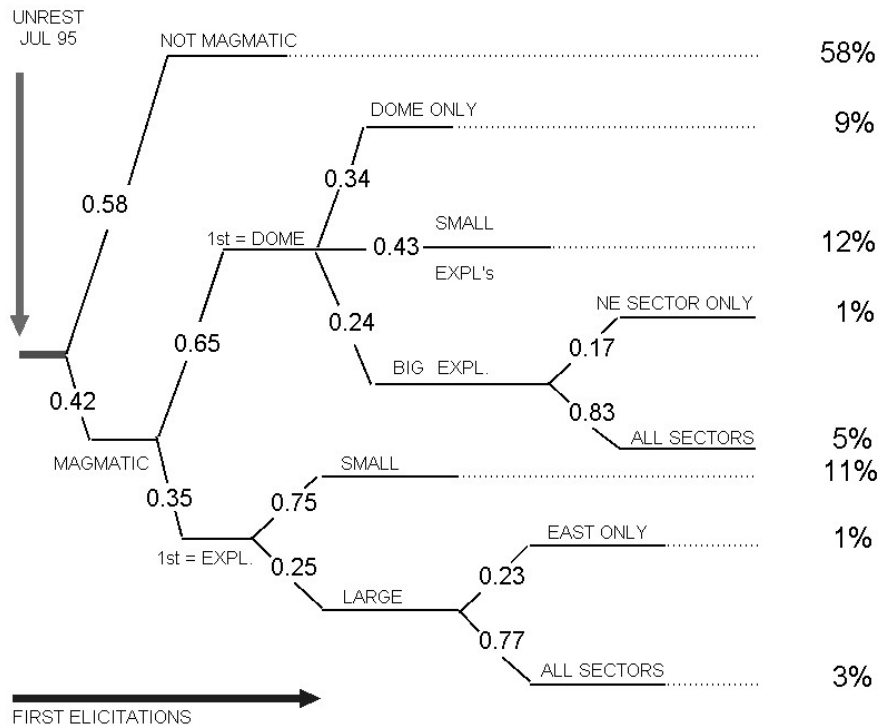 UNREST
JUL 95
NOT MAGMATIC
58%
DOME ONLY
9%
0.34
0.58
1st = DOME
0.43
SMALL
EXPL's
12%
NE SECTOR ONLY
1%
0.24
0.17
0.65
BIG EXPL.
0.42
0.83
ALL SECTORS
5%
MAGMATIC
SMALL
11%
0.35
0.75
EAST ONLY
1%
1st = EXPL.
0.25
0.23
LARGE
0.77
ALL SECTORS
3%
FIRST ELICITATIONS